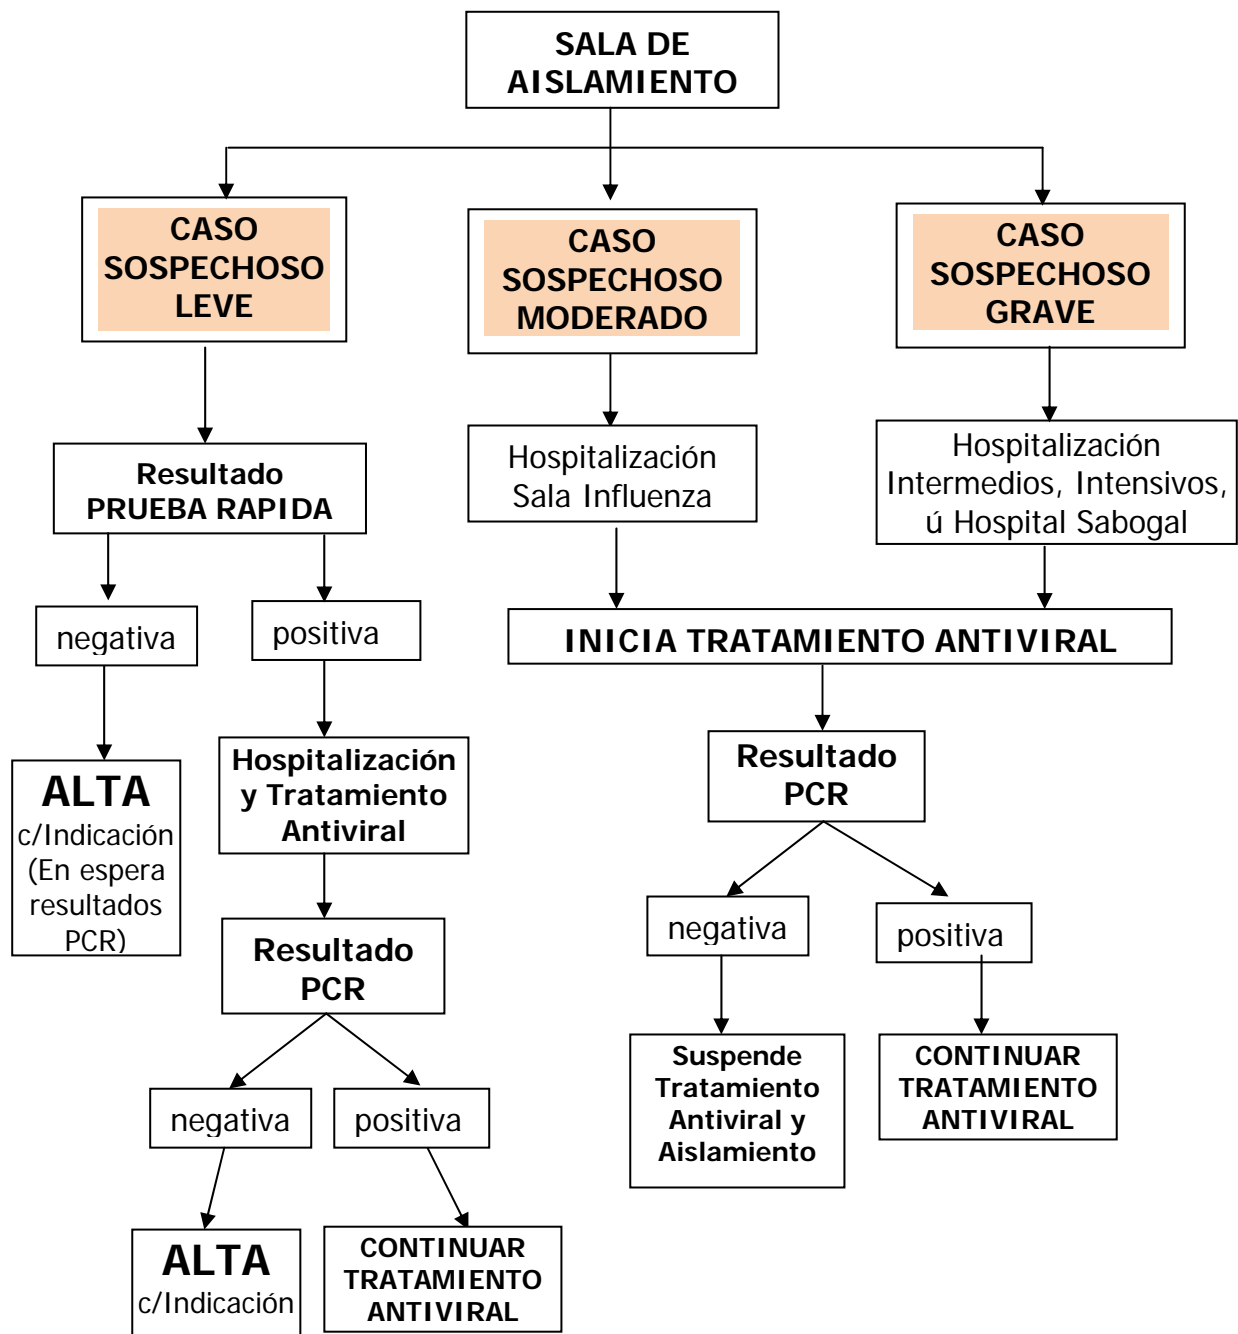 SALA DE
AISLAMIENTO
CASO
SOSPECHOSO
LEVE
CASO
SOSPECHOSO
MODERADO
CASO
SOSPECHOSO
GRAVE
Resultado
PRUEBA RAPIDA
Hospitalización
Sala Influenza
Hospitalización
Intermedios, Intensivos,
ú Hospital Sabogal
negativa
positiva
INICIA TRATAMIENTO ANTIVIRAL
ALTA
c/Indicación
(En espera
resultados
PCR)
Hospitalización
y Tratamiento
Antiviral
Resultado
PCR
Resultado
PCR
negativa
positiva
negativa
positiva
Suspende
Tratamiento
Antiviral y
Aislamiento
CONTINUAR
TRATAMIENTO
ANTIVIRAL
ALTA
c/Indicación
CONTINUAR
TRATAMIENTO
ANTIVIRAL